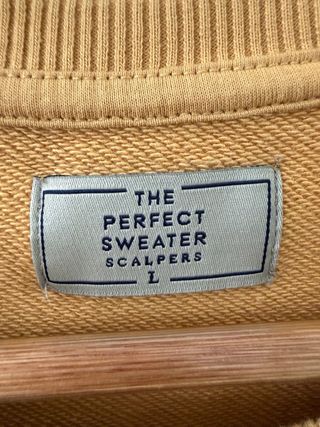 THE
PERFECT
SWEATER
SCALPERS
L